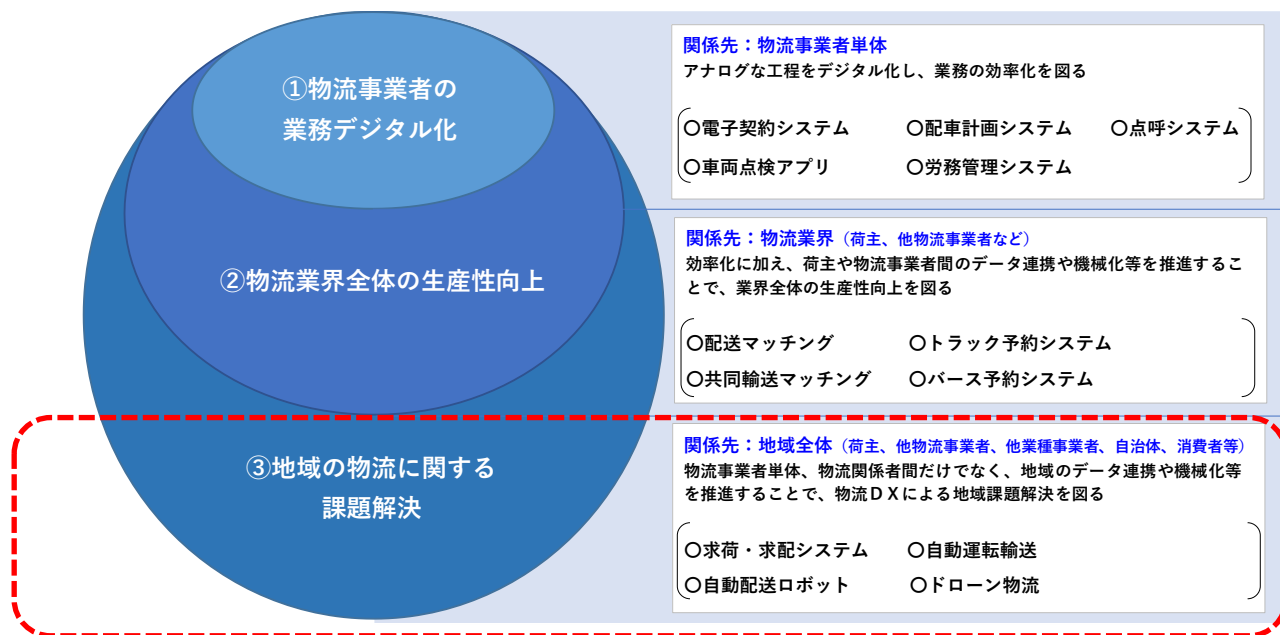 ①物流事業者の
業務デジタル化
関係先：物流事業者単体
アナログな工程をデジタル化し、業務の効率化を図る
〇電子契約システム 〇配車計画システム 〇点呼システム
〇車両点検アプリ 〇労務管理システム
②物流業界全体の生産性向上
関係先：物流業界（荷主、他物流事業者など）
効率化に加え、荷主や物流事業者間のデータ連携や機械化等を推進するこ
とで、業界全体の生産性向上を図る
〇配送マッチング 〇トラック予約システム
〇共同輸送マッチング 〇バース予約システム
③地域の物流に関する
課題解決
関係先：地域全体（荷主、他物流事業者、他業種事業者、自治体、消費者等）
物流事業者単体、物流関係者間だけでなく、地域のデータ連携や機械化等
を推進することで、物流ＤＸによる地域課題解決を図る
〇求荷・求配システム 〇自動運転輸送
〇自動配送ロボット 〇ドローン物流